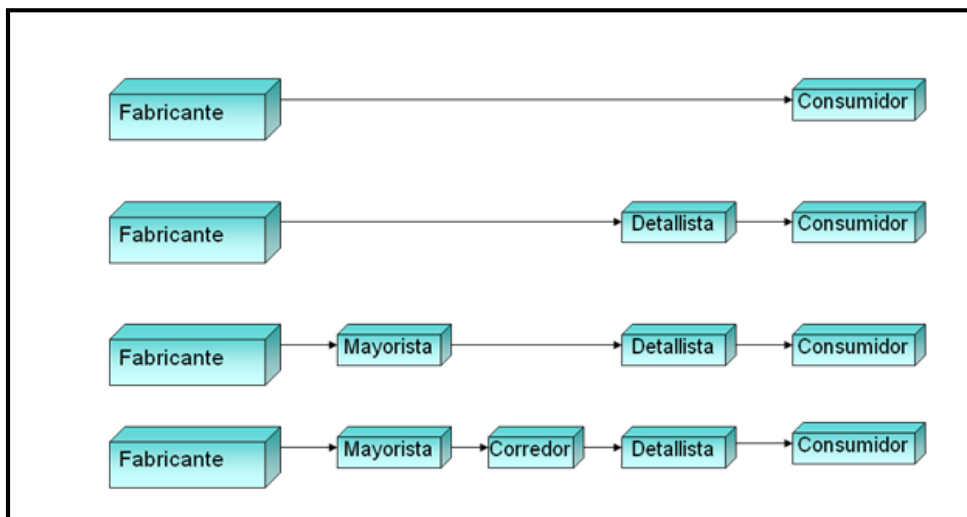 Fabricante
Consumidor
Fabricante
Detallista
Consumidor
Fabricante
Mayorista
Detallista
Consumidor
Fabricante
Mayorista
Corredor
Detallista
Consumidor